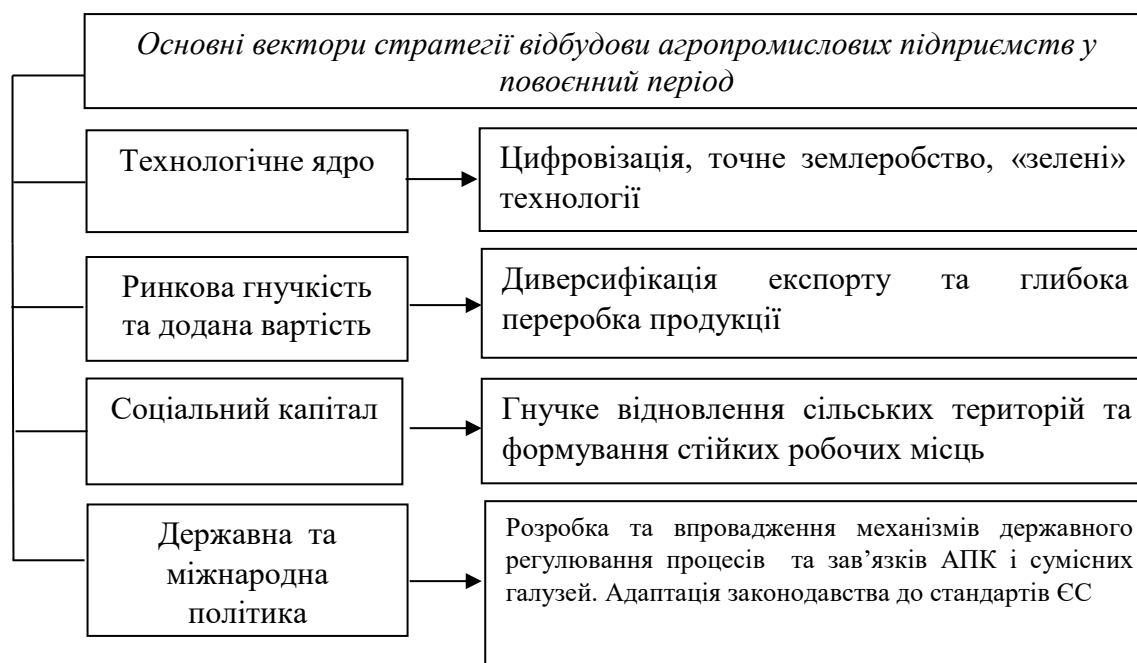 Основні вектори стратегії відбудови агропромислових підприємств у
повоєнний період
Технологічне ядро
Цифровізація, точне землеробство, «зелені»
технології
Ринкова гнучкість
та додана вартість
Диверсифікація експорту та глибока
переробка продукції
Соціальний капітал
Гнучке відновлення сільських територій та
формування стійких робочих місць
Державна та
міжнародна
політика
Розробка та впровадження механізмів державного
регулювання процесів та зав’язків АПК і сумісних
галузей. Адаптація законодавства до стандартів ЄС